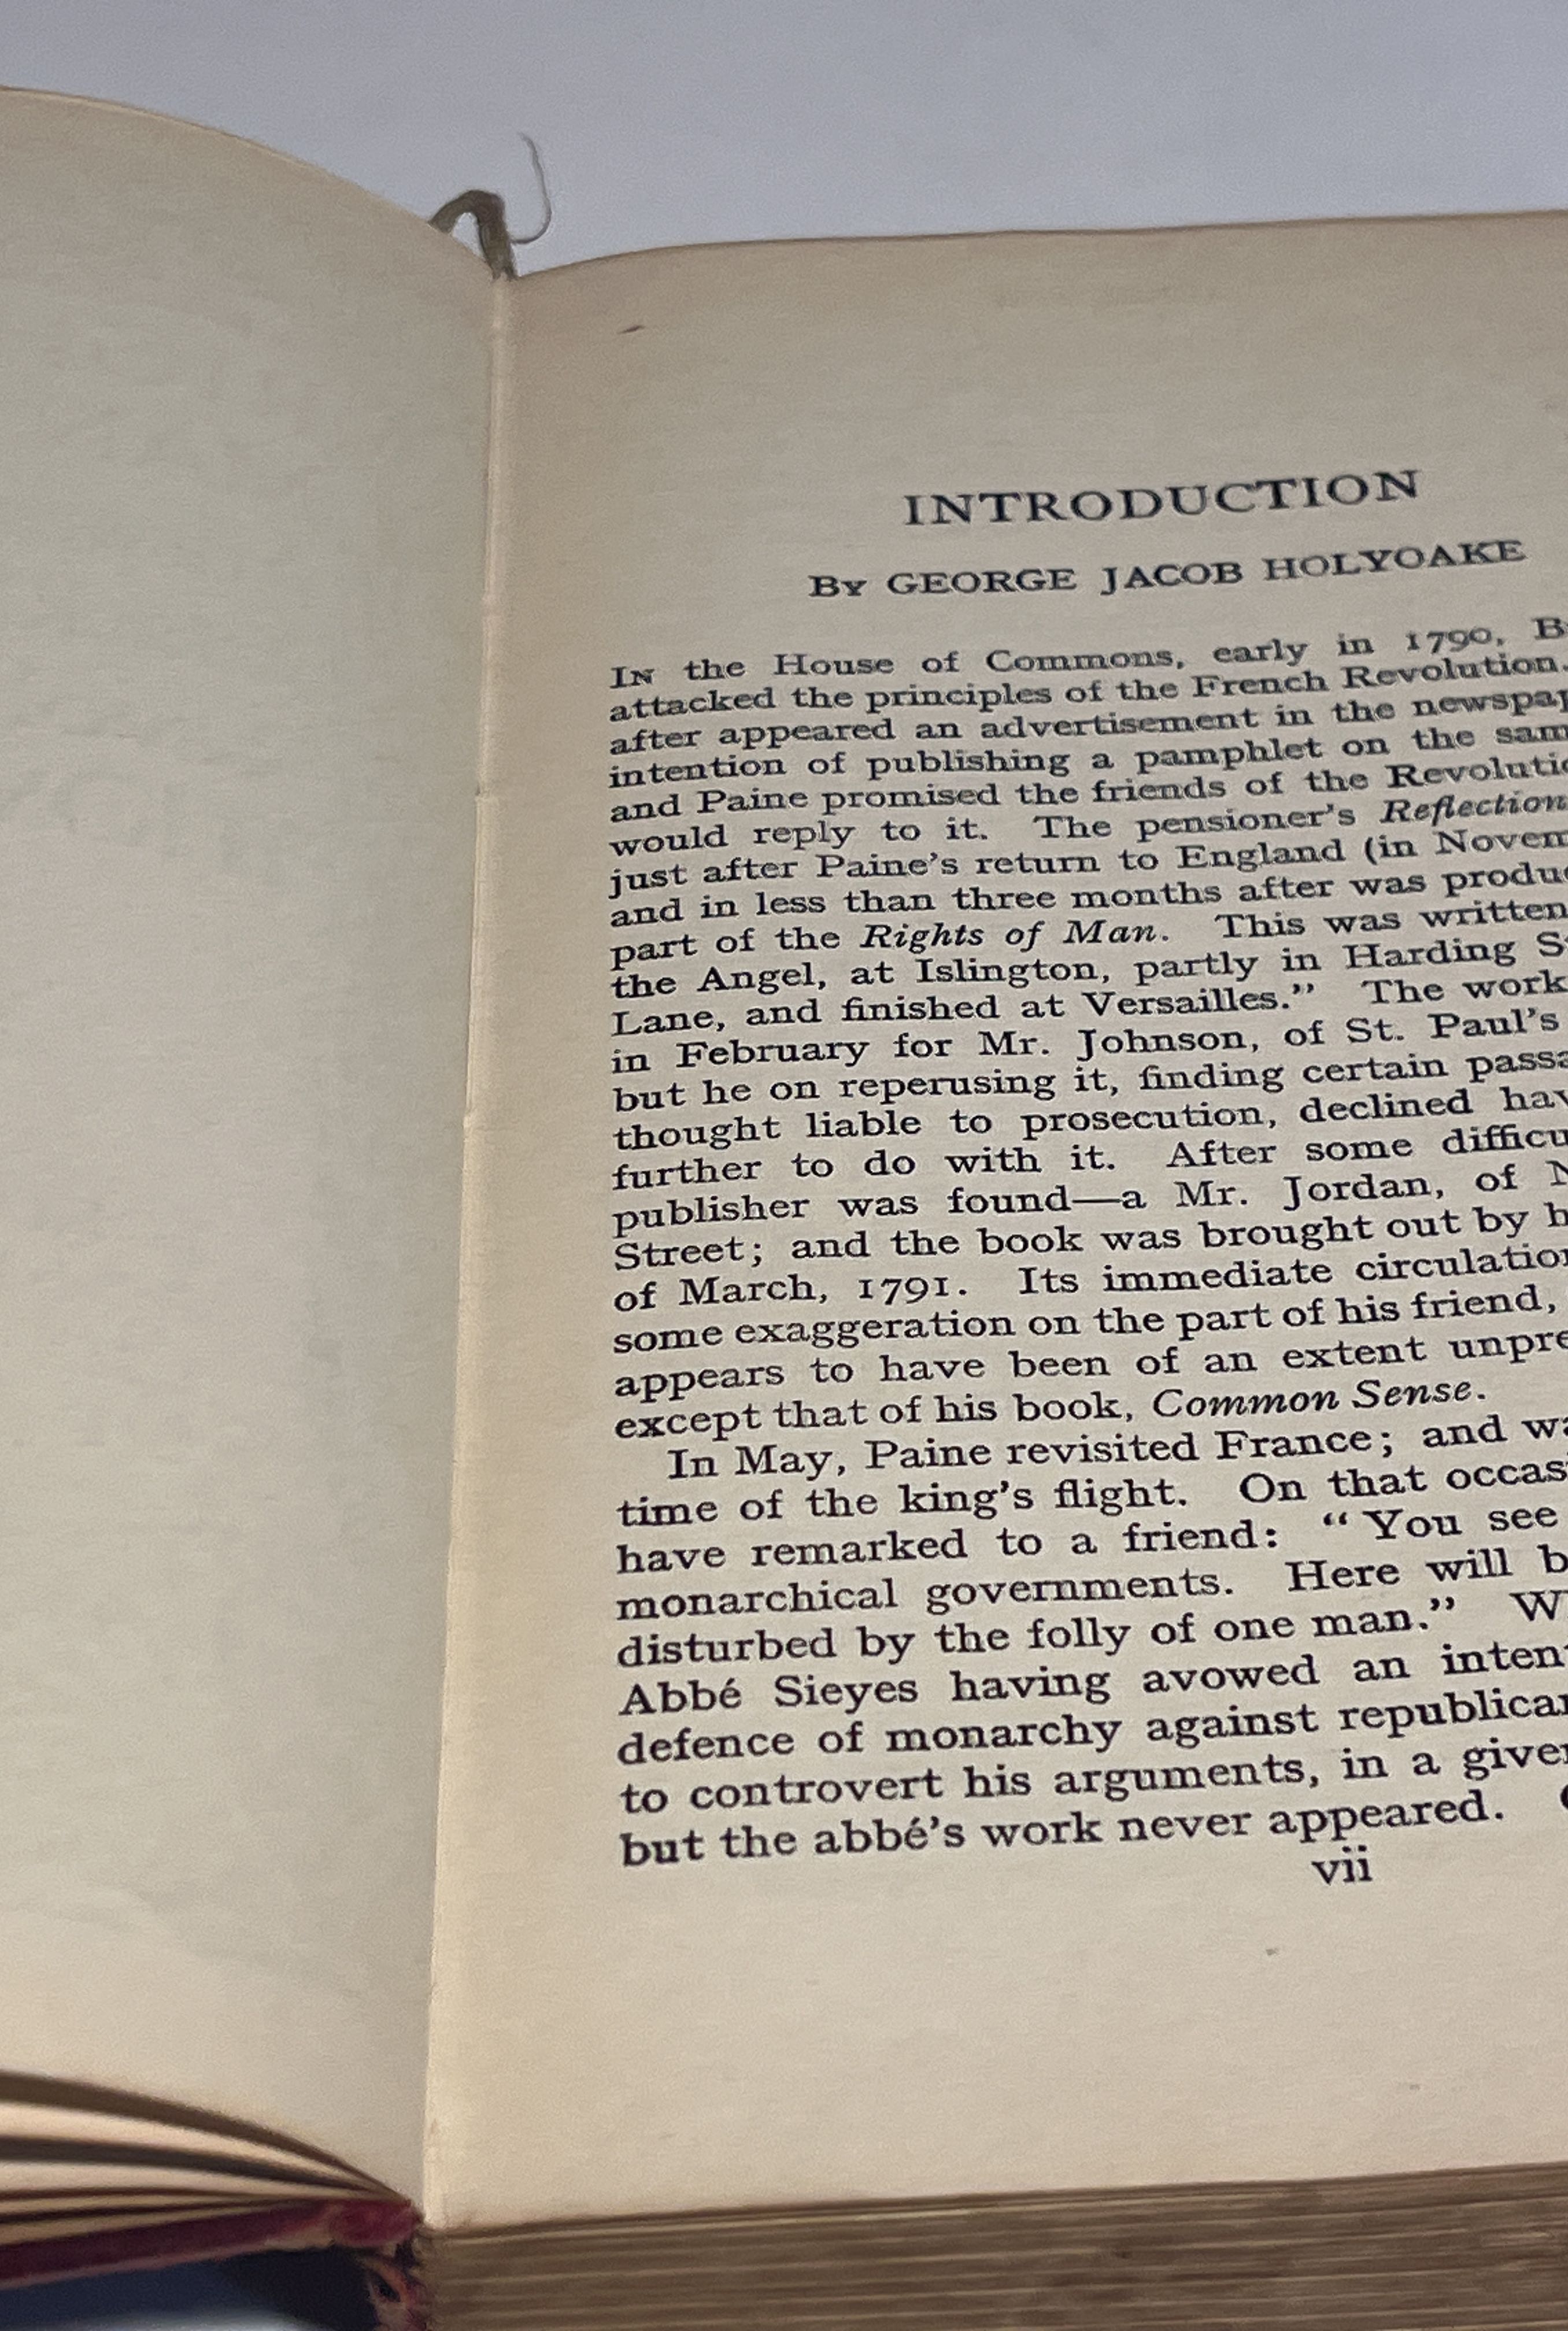 INTRODUCTION
By GEORGE JACOB HOLYOAKE
In the House of Commons, early in 1790,
attacked the principles of the French Revolution.
after appeared an advertisement in the
intention of publishing a pamphlet on the
and Paine promised the friends of the
would reply to it. The pensioner's
just after Paine's return to England (in
and in less than three months after was
part of the Rights of Man. This was written
the Angel, at Islington, partly in Harding
Lane, and finished at Versailles.” The work
in February for Mr. Johnson, of St. Paul's
but he on reperusing it, finding certain
thought liable to prosecution, declined
further to do with it. After some
publisher was found—a Mr. Jordan, of
Street; and the book was brought out by
of March, 1791. Its immediate
some exaggeration on the part of his friend,
appears to have been of an extent
except that of his book, Common Sense.
In May, Paine revisited France; and
time of the king's flight. On that
have remarked to a friend: “You see
monarchical governments. Here will
disturbed by the folly of one man.”
Abbé Sieyes having avowed an
defence of monarchy against
to controvert his arguments, in a
but the abbé's work never appeared.
vii